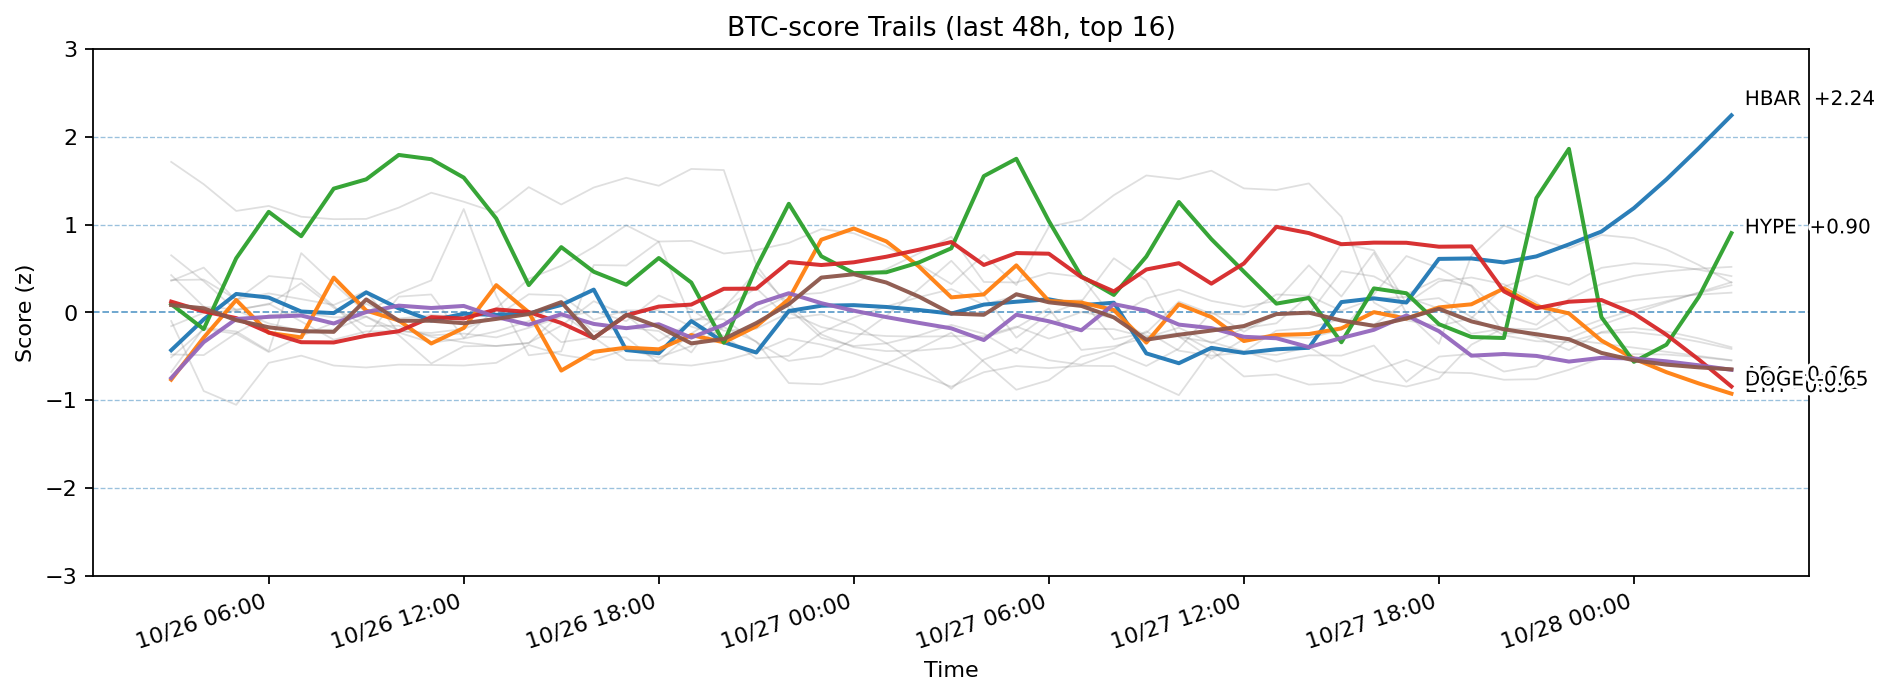 BTC-score Trails (last 48h, top 16)
3
2
1
0
−1
−2
−3
Score (z)
HBAR +2.24
HYPE +0.90
DOGE
10/26 06:00
10/26 12:00
10/26 18:00
10/27 00:00
10/27 06:00
10/27 12:00
10/27 18:00
10/28 00:00
Time